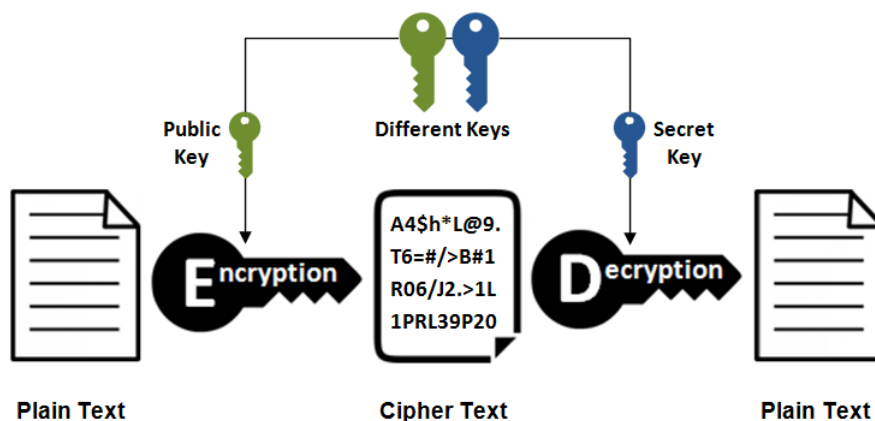 Public
Key
Different Keys
Secret
Key
Encryption
A4$h*L@9.
T6=#/>B#1
R06/J2.>1L
1PRL39P20
Decryption
Plain Text
Cipher Text
Plain Text